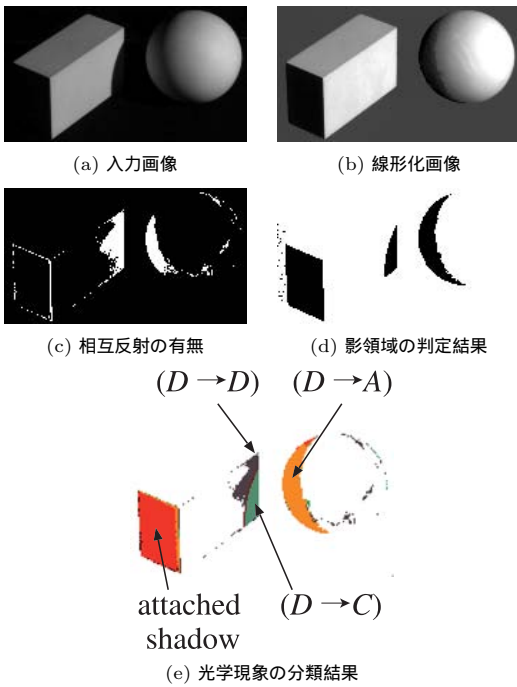 (a) 入力画像
(b) 線形化画像
(c) 相互反射の有無
(d) 影領域の判定結果
(D → D) (D → A)
attached
shadow
(D → C)
(e) 光学現象の分類結果